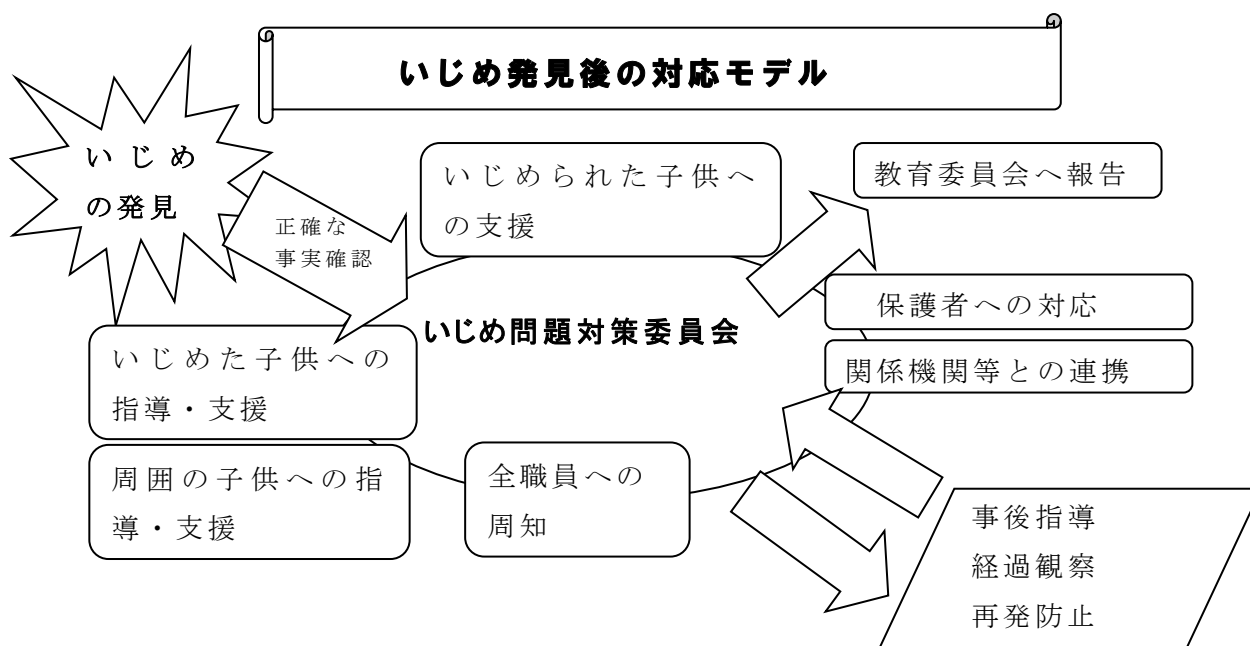 いじめ発見後の対応モデル
いじめ
の発見
正確な
事実確認
いじめられた子供へ
の支援
教育委員会へ報告
保護者への対応
関係機関等との連携
いじめ問題対策委員会
いじめた子供への
指導・支援
周囲の子供への指
導・支援
全職員への
周知
事後指導
経過観察
再発防止